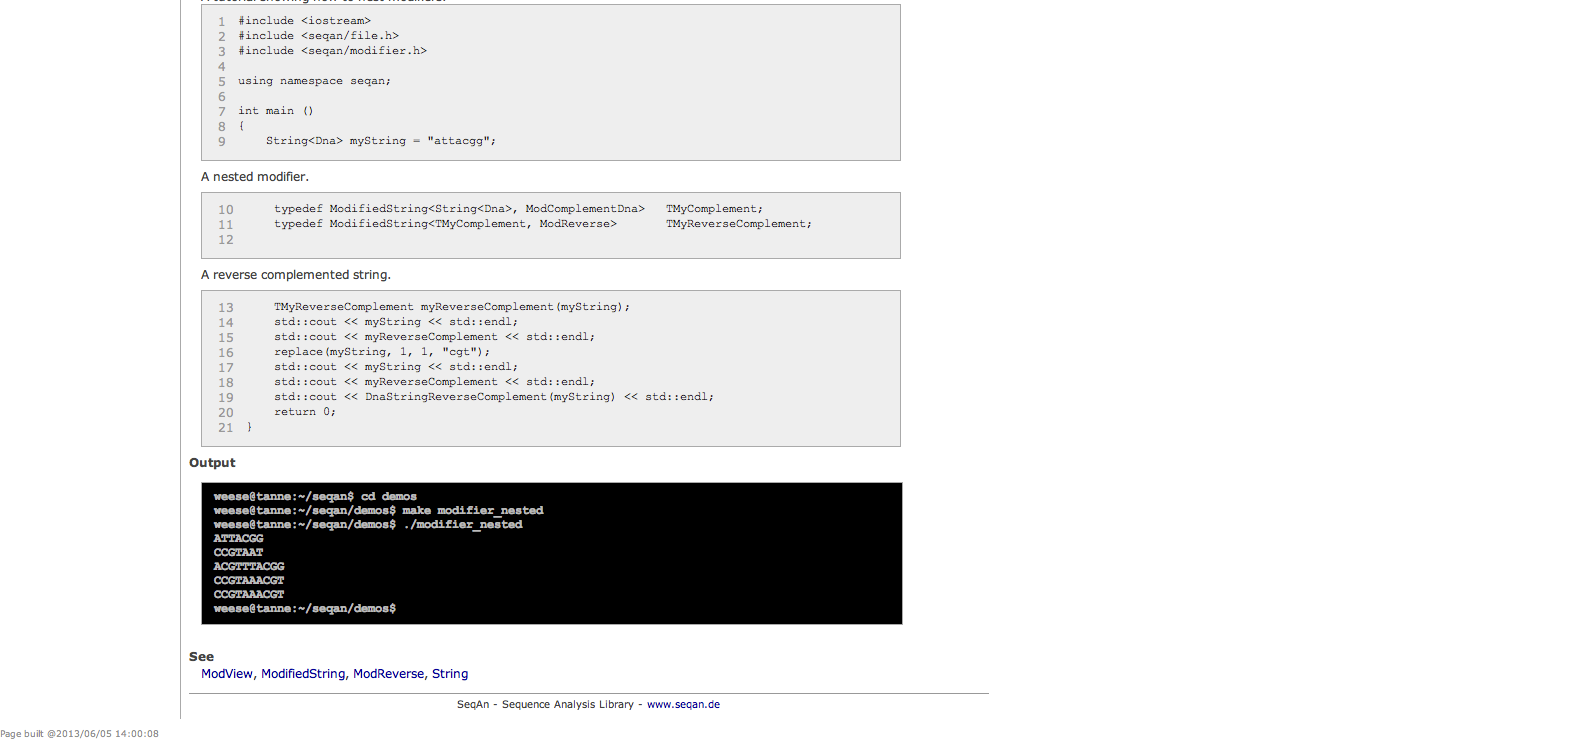 A tutorial showing how to nest modifiers.
1 #include <iostream>
2 #include <seqan/file.h>
3 #include <seqan/modifier.h>
4
5 using namespace seqan;
6
7 int main ()
8 {
9     String<Dna> myString = "attacgg";
A nested modifier.
10     typedef ModifiedString<String<Dna>, ModComplementDna>   TMyComplement;
11     typedef ModifiedString<TMyComplement, ModReverse>       TMyReverseComplement;
12
A reverse complemented string.
13     TMyReverseComplement myReverseComplement(myString);
14     std::cout << myString << std::endl;
15     std::cout << myReverseComplement << std::endl;
16     replace(myString, 1, 1, "cgt");
17     std::cout << myString << std::endl;
18     std::cout << myReverseComplement << std::endl;
19     std::cout << DnaStringReverseComplement(myString) << std::endl;
20     return 0;
21 }
Output
weese@tanne:~/seqan$ cd demos
weese@tanne:~/seqan/demos$ make modifier_nested
weese@tanne:~/seqan/demos$ ./modifier_nested
ATTACGG
CCGTAAT
ACGTTTACGG
CCGTAAACGT
CCGTAAACGT
weese@tanne:~/seqan/demos$
See
ModView, ModifiedString, ModReverse, String
SeqAn - Sequence Analysis Library - www.seqan.de
Page built @2013/06/05 14:00:08